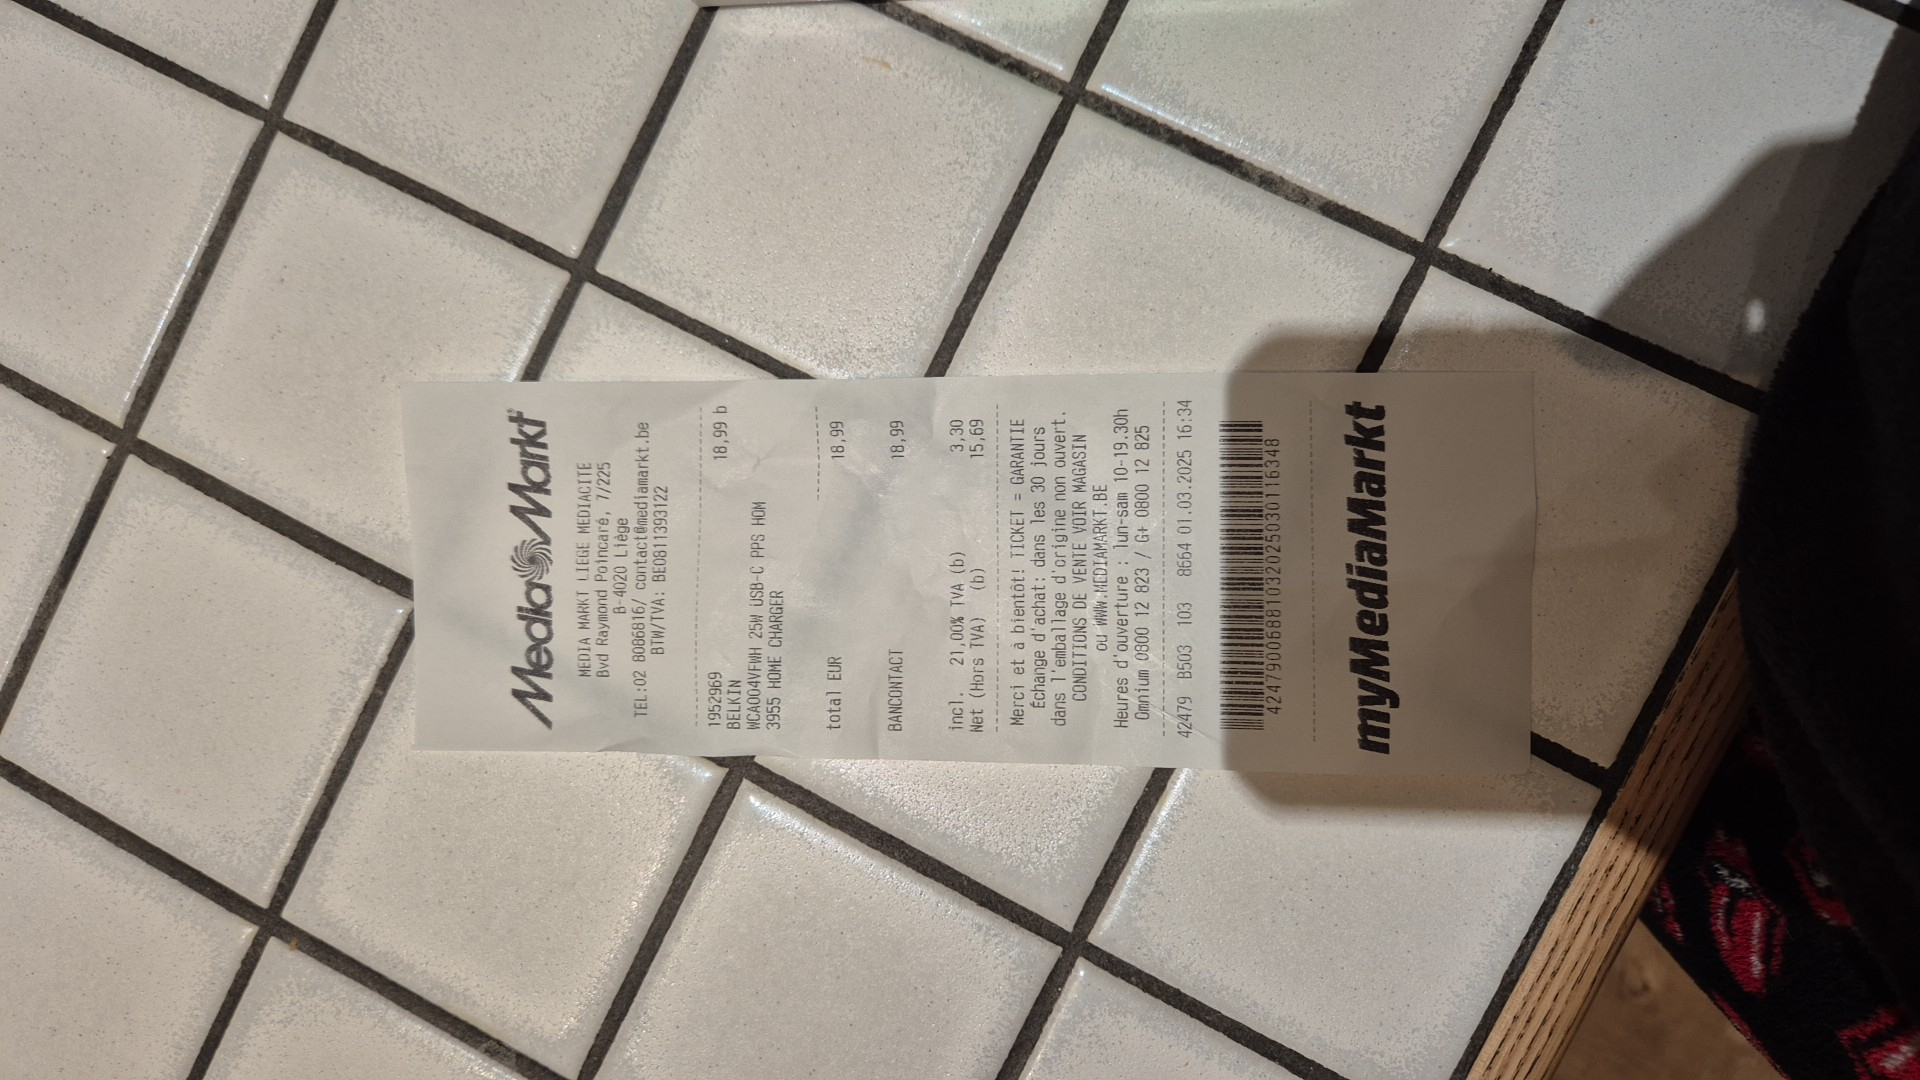 Media Markt®
MEDIA MARKT LIEGE MEDIACITE
Bvd Raymond Poincaré, 7/225
B-4020 Liège
TEL:02 8086816/ contact@mediamarkt.be
BTW/TVA: BE0811393122
1952969 18,99 b
BELKIN
WCA004VFWH 25W USB-C PPS HOM
3955 HOME CHARGER
total EUR 18,99
BANCONTACT 18,99
incl. 21,00% TVA (b) 3,30
Net (Hors TVA) (b) 15,69
Merci et à bientôt! TICKET = GARANTIE
Échange d'achat: dans les 30 jours
dans l'emballage d'origine non ouvert.
CONDITIONS DE VENTE VOIR MAGASIN
ou WWW.MEDIAMARKT.BE
Heures d'ouverture : lun-sam 10-19.30h
Omnium 0800 12 823 / G+ 0800 12 825
42479 B503 103 8664 01.03.2025 16:34
4247900688103202503011634​8
myMediaMarkt